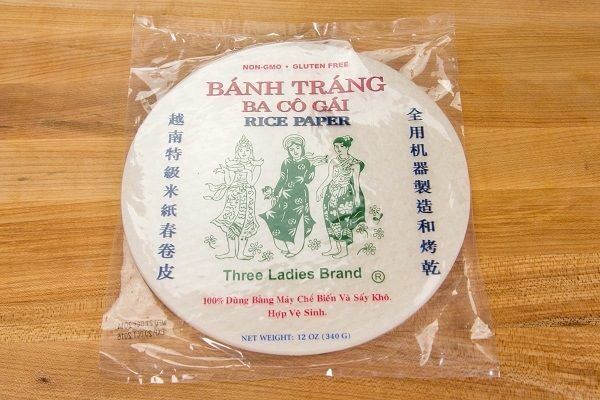 NON-GMO • GLUTEN FREE
BÁNH TRÁNG
BA CÔ GÁI
RICE PAPER
越南特級米紙春卷皮
全用机器製造和烤乾
Three Ladies Brand ®
100% Dùng Bằng Máy Chế Biến Và Sấy Khô.
Hợp Vệ Sinh.
NET WEIGHT: 12 OZ (340 G)